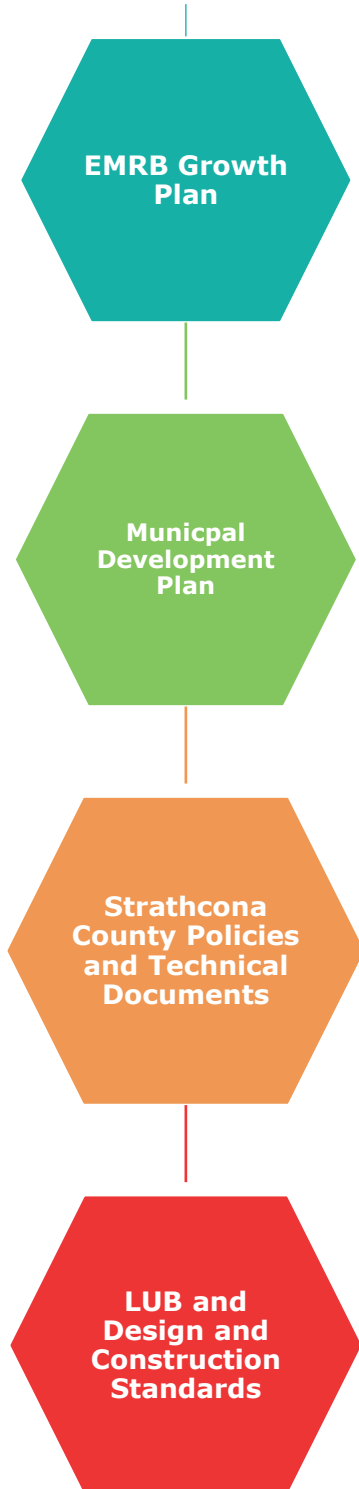 EMRB Growth
Plan
Municpal
Development
Plan
Strathcona
County Policies
and Technical
Documents
LUB and
Design and
Construction
Standards